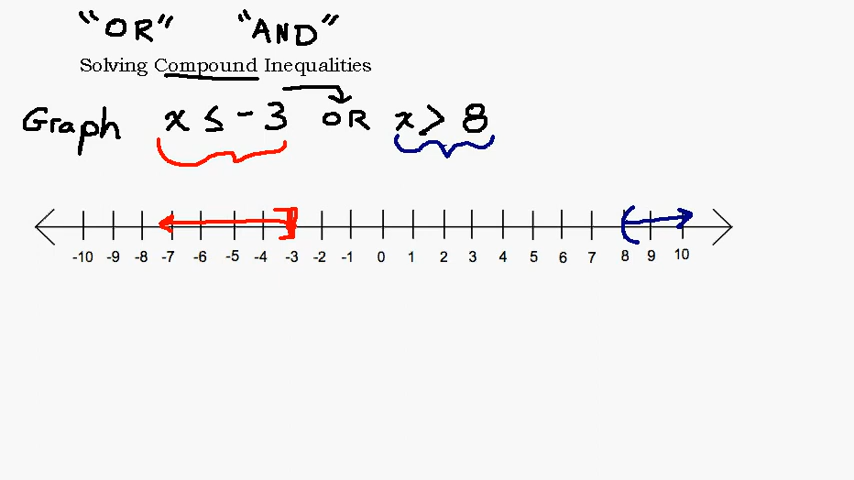 "OR" "AND"
Solving Compound Inequalities
Graph x ≤ -3 OR x > 8
-10 -9 -8 -7 -6 -5 -4 -3 -2 -1 0 1 2 3 4 5 6 7 8 9 10